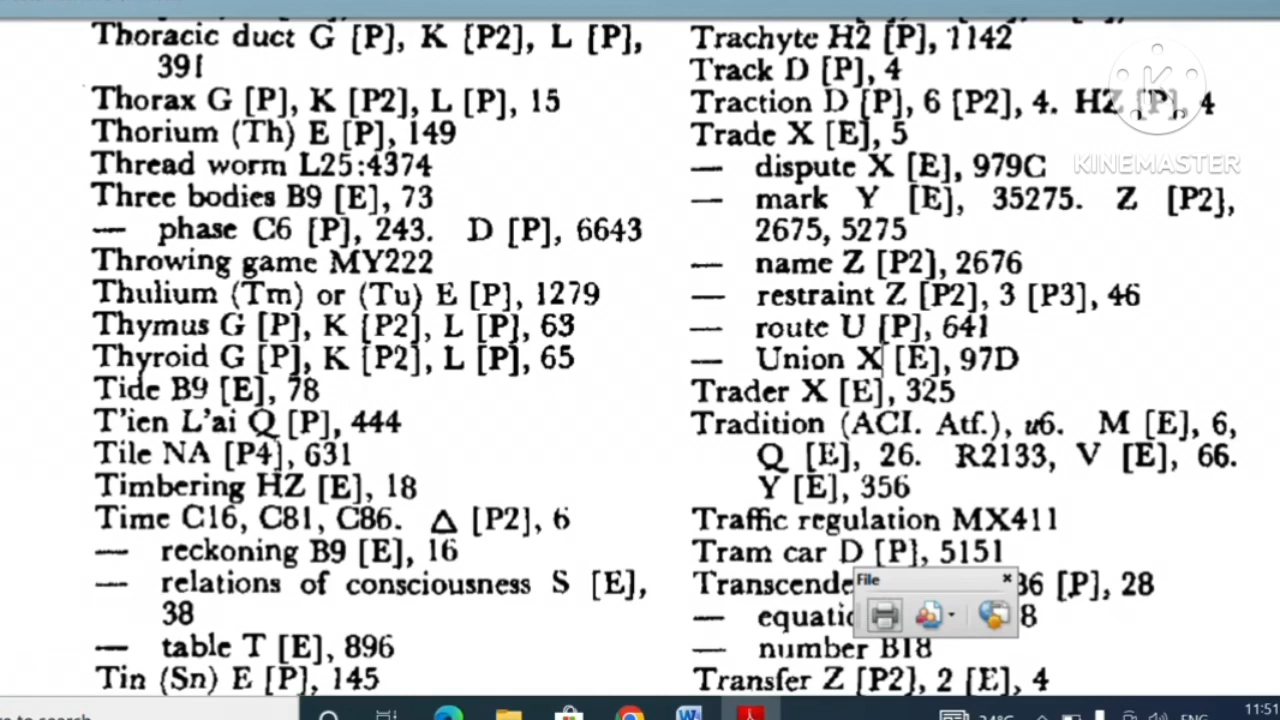 Thoracic duct G [P], K [P2], L [P],
391
Thorax G [P], K [P2], L [P], 15
Thorium (Th) E [P], 149
Thread worm L25:4374
Three bodies B9 [E], 73
— phase C6 [P], 243. D [P], 6643
Throwing game MY222
Thulium (Tm) or (Tu) E [P], 1279
Thymus G [P], K [P2], L [P], 63
Thyroid G [P], K [P2], L [P], 65
Tide B9 [E], 78
T'ien L'ai Q [P], 444
Tile NA [P4], 631
Timbering HZ [E], 18
Time C16, C81, C86. Δ [P2], 6
— reckoning B9 [E], 16
— relations of consciousness S [E],
38
— table T [E], 896
Tin (Sn) E [P], 145
Trachyte H2 [P], 1142
Track D [P], 4
Traction D [P], 6 [P2], 4. HZ [P], 4
Trade X [E], 5
— dispute X [E], 979C
— mark Y [E], 35275. Z [P2],
2675, 5275
— name Z [P2], 2676
— restraint Z [P2], 3 [P3], 46
— route U [P], 641
— Union X [E], 97D
Trader X [E], 325
Tradition (ACI. Atf.), u6. M [E], 6,
Q [E], 26. R2133, V [E], 66.
Y [E], 356
Traffic regulation MX411
Tram car D [P], 5151
[P], 28
8
— number B18
Transfer Z [P2], 2 [E], 4
K
KINEMASTER
File
to search
ENG
11:51